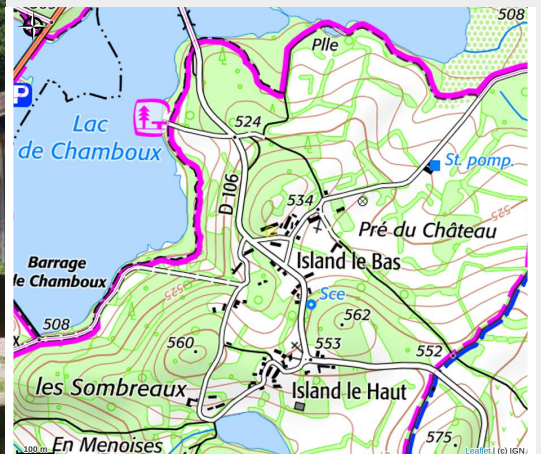 508
Plle
P
Lac
de Chamboux
524
St. pomp.
D 106
534
525
Pré du Château
Island le Bas
Barrage
de Chamboux
525
Sce
508
562
560
553
552
les Sombreaux
Island le Haut
En Menoises
575
100 m
Leaflet | (c) IGN